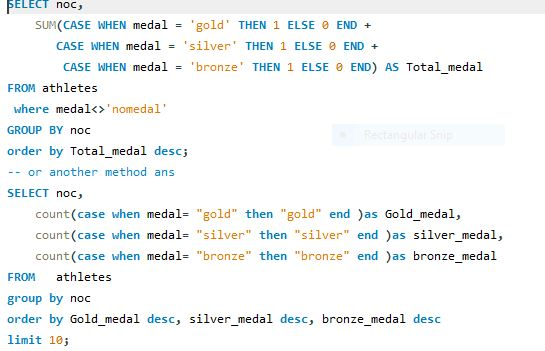 SELECT noc,
SUM(CASE WHEN medal = 'gold' THEN 1 ELSE 0 END +
CASE WHEN medal = 'silver' THEN 1 ELSE 0 END +
CASE WHEN medal = 'bronze' THEN 1 ELSE 0 END) AS Total_medal
FROM athletes
where medal<>'nomedal'
GROUP BY noc
Rectangular Snip
order by Total_medal desc;
-- or another method ans
SELECT noc,
count(case when medal= "gold" then "gold" end )as Gold_medal,
count(case when medal= "silver" then "silver" end )as silver_medal,
count(case when medal= "bronze" then "bronze" end )as bronze_medal
FROM athletes
group by noc
order by Gold_medal desc, silver_medal desc, bronze_medal desc
limit 10;